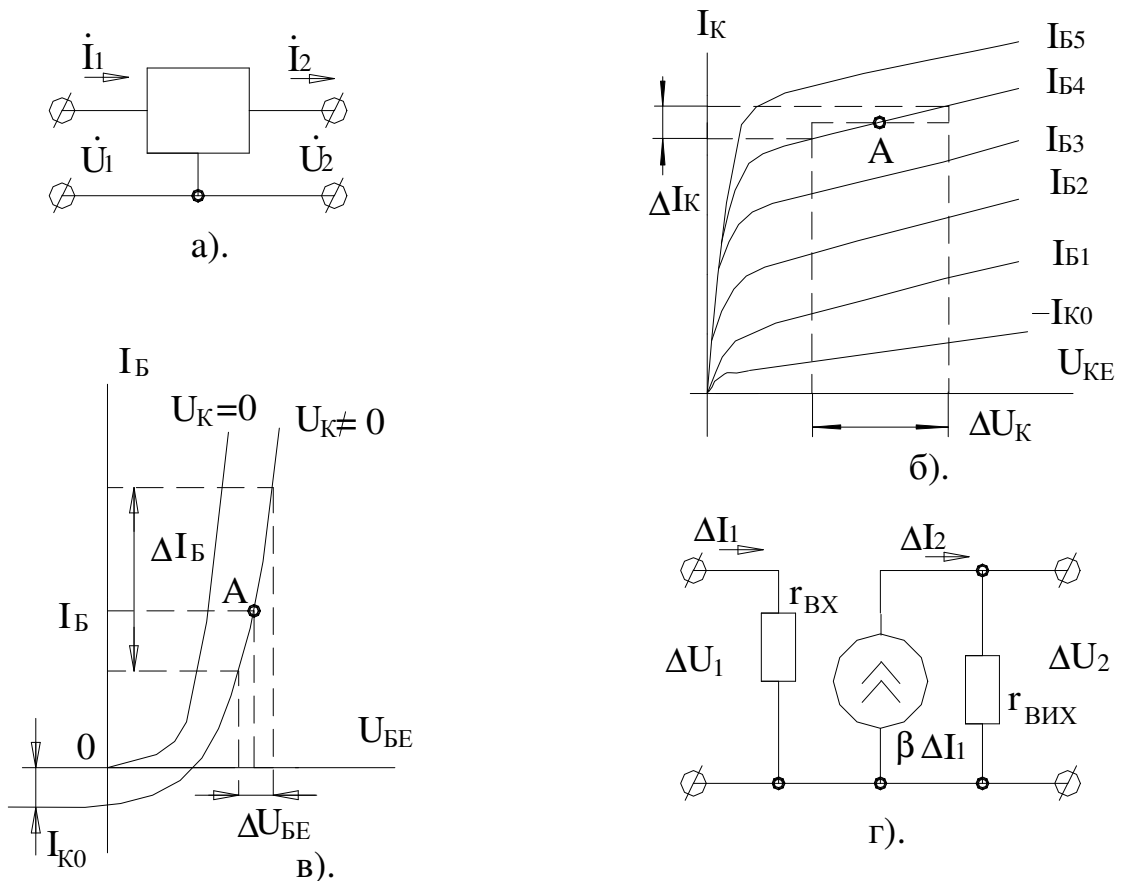 İ1
İ2
U̇1
U̇2
а).
IК
IБ5
IБ4
А
IБ3
ΔIК
IБ2
IБ1
–IК0
UКЕ
ΔUК
б).
IБ
UК=0
UК≠0
ΔIБ
А
IБ
0
UБЕ
ΔUБЕ
IК0
в).
ΔI1
ΔI2
rВХ
ΔU1
ΔU2
rВИХ
β ΔI1
г).